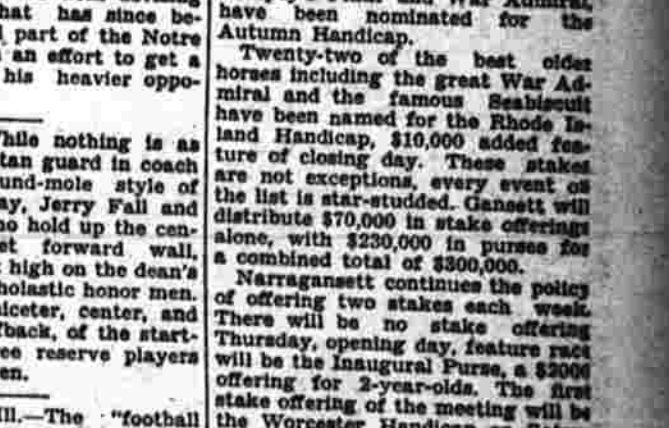 hat has since be-
part of the Notre
an effort to get a
his heavier oppo-
hile nothing is as
tan guard in coach
und-mole style of
ay, Jerry Fall and
no hold up the cen-
et forward wall,
high on the dean's
holastic honor men.
iceter, center, and
fback, of the start-
ee reserve players
en.
Ill.—The "football
have been nominated for the
Autumn Handicap.
Twenty-two of the best older
horses including the great War Ad-
miral and the famous Seabiscuit
have been named for the Rhode Is-
land Handicap, $10,000 added fea-
ture of closing day. These stakes
are not exceptions, every event on
the list is star-studded. Gansett will
distribute $70,000 in stake offerings
alone, with $230,000 in purses for
a combined total of $300,000.
Narragansett continues the policy
of offering two stakes each week.
There will be no stake offering
Thursday, opening day, feature race
will be the Inaugural Purse, a $2000
offering for 2-year-olds. The first
stake offering of the meeting will be
the Worcester Handicap